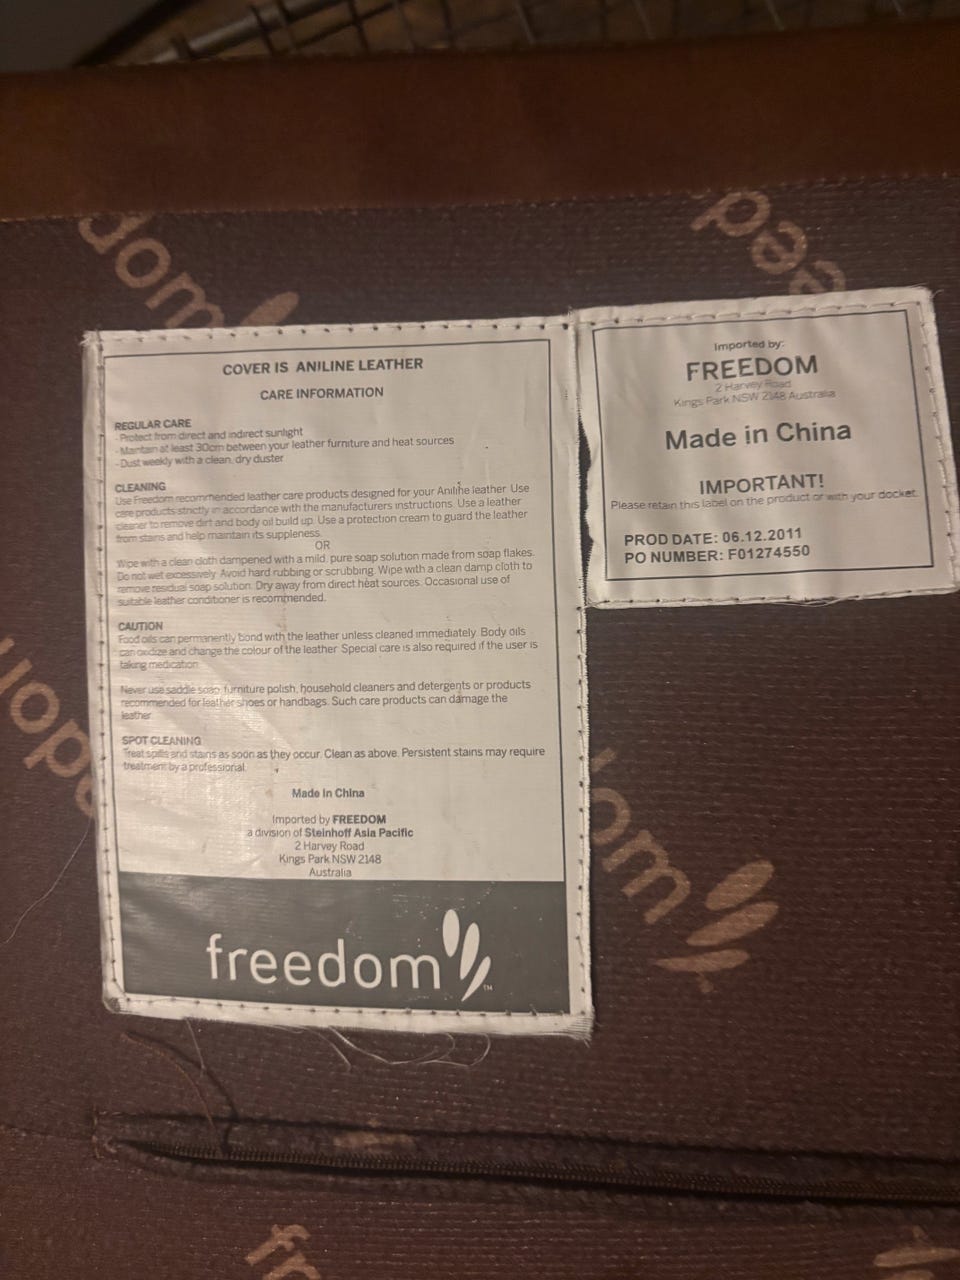 COVER IS ANILINE LEATHER
CARE INFORMATION
REGULAR CARE
- Protect from direct and indirect sunlight
- Maintain at least 30cm between your leather furniture and heat sources
- Dust weekly with a clean, dry duster
CLEANING
Use Freedom recommended leather care products designed for your Aniline leather. Use
care products strictly in accordance with the manufacturers instructions. Use a leather
cleaner to remove dirt and body oil build up. Use a protection cream to guard the leather
from stains and help maintain its suppleness.
OR
Wipe with a clean cloth dampened with a mild, pure soap solution made from soap flakes.
Do not wet excessively. Avoid hard rubbing or scrubbing. Wipe with a clean damp cloth to
remove residual soap solution. Dry away from direct heat sources. Occasional use of
suitable leather conditioner is recommended.
CAUTION
Food oils can permanently bond with the leather unless cleaned immediately. Body oils
can oxidize and change the colour of the leather. Special care is also required if the user is
taking medication.
Never use saddle soap, furniture polish, household cleaners and detergents or products
recommended for leather shoes or handbags. Such care products can damage the
leather.
SPOT CLEANING
Treat spills and stains as soon as they occur. Clean as above. Persistent stains may require
treatment by a professional.
Made In China
Imported by FREEDOM
a division of Steinhoff Asia Pacific
2 Harvey Road
Kings Park NSW 2148
Australia
freedom
TM
Imported by:
FREEDOM
2 Harvey Road
Kings Park NSW 2148 Australia
Made in China
IMPORTANT!
Please retain this label on the product or with your docket.
PROD DATE: 06.12.2011
PO NUMBER: F01274550
dom
eed
dom
dom
fr